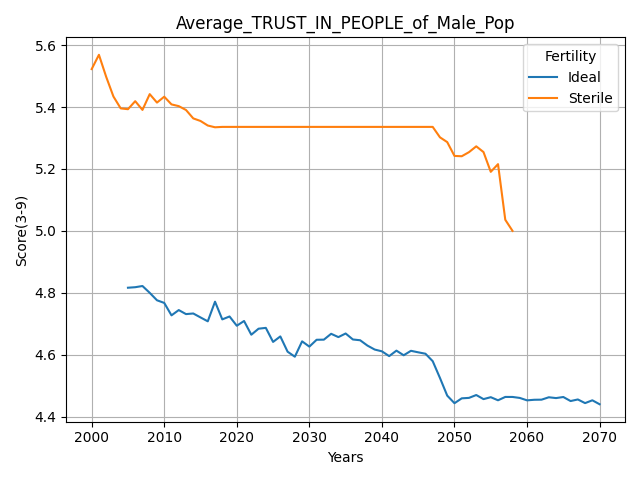 Average_TRUST_IN_PEOPLE_of_Male_Pop
Fertility
Ideal
Sterile
Score(3-9)
5.6
5.4
5.2
5.0
4.8
4.6
4.4
2000 2010 2020 2030 2040 2050 2060 2070
Years